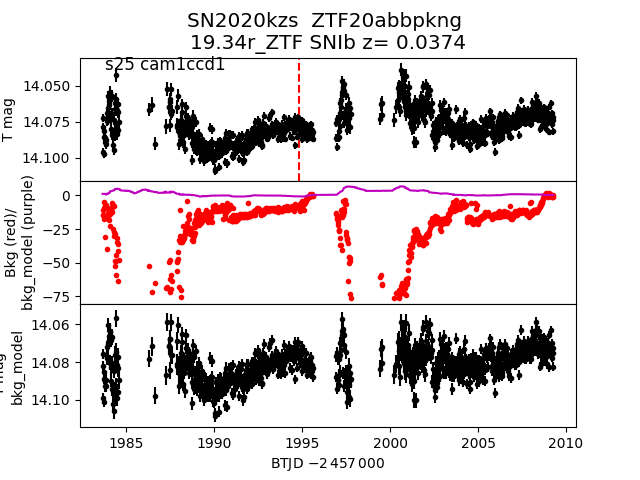 SN2020kzs  ZTF20abbpkng
19.34r_ZTF SNIb z= 0.0374
s25 cam1ccd1
T mag
14.050
14.075
14.100
Bkg (red)/
bkg_model (purple)
0
−25
−50
−75
bkg_model
14.06
14.08
14.10
1985
1990
1995
2000
2005
2010
BTJD −2 457 000